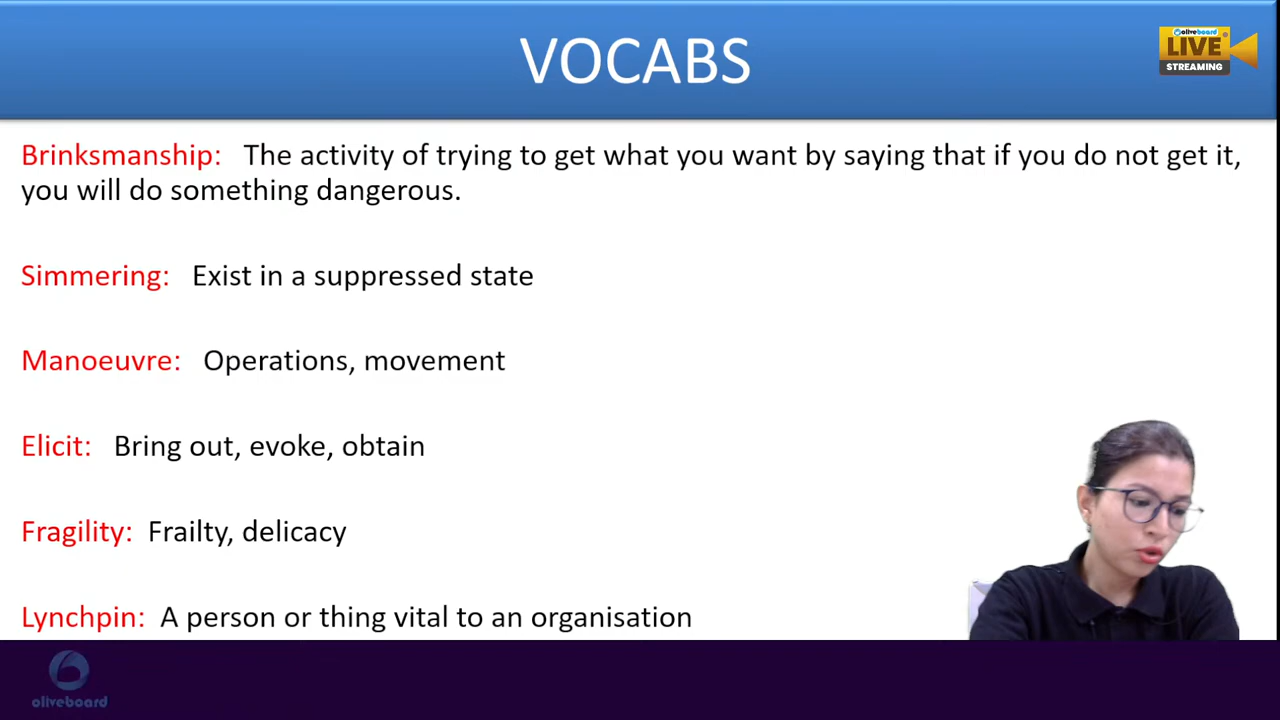 VOCABS
oliveboard
LIVE
STREAMING
Brinksmanship: The activity of trying to get what you want by saying that if you do not get it,
you will do something dangerous.
Simmering: Exist in a suppressed state
Manoeuvre: Operations, movement
Elicit: Bring out, evoke, obtain
Fragility: Frailty, delicacy
Lynchpin: A person or thing vital to an organisation
oliveboard